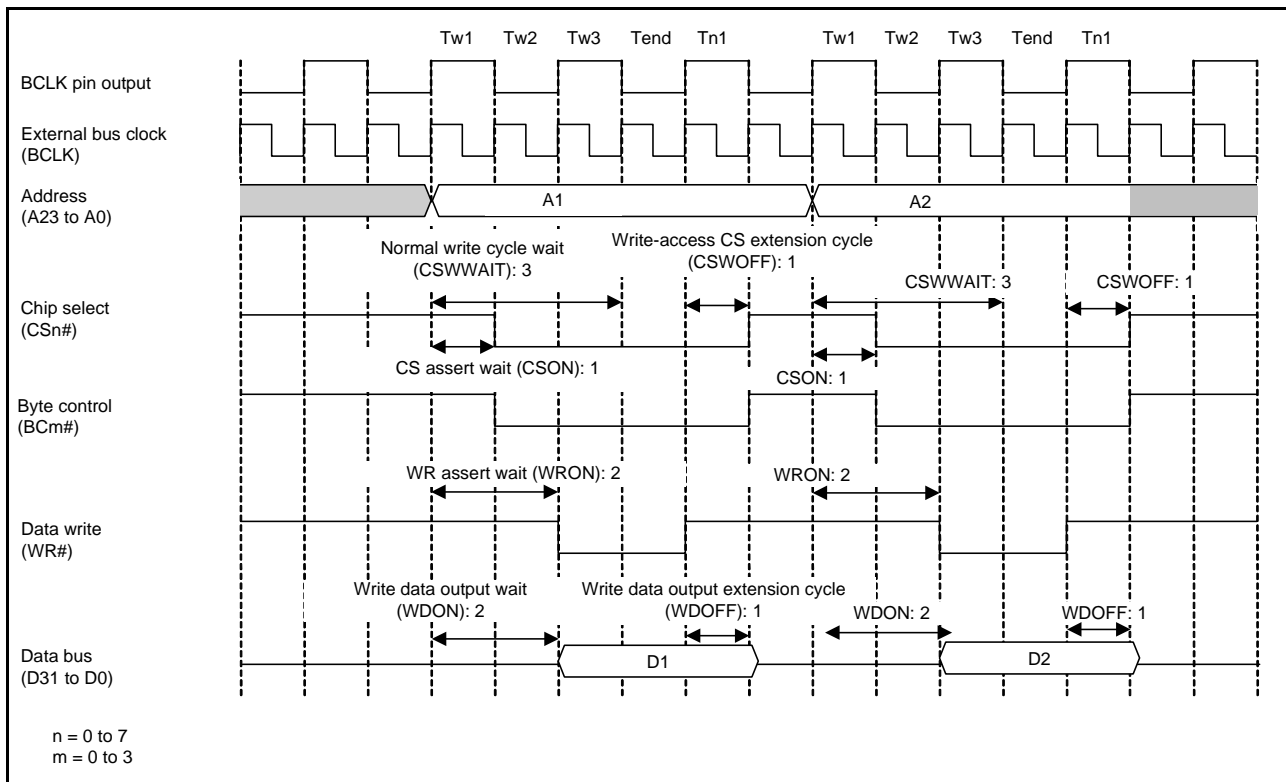 Tw1 Tw2 Tw3 Tend Tn1 Tw1 Tw2 Tw3 Tend Tn1
BCLK pin output
External bus clock
(BCLK)
Address
(A23 to A0)
A1 A2
Normal write cycle wait
(CSWWAIT): 3
Write-access CS extension cycle
(CSWOFF): 1
CSWWAIT: 3 CSWOFF: 1
Chip select
(CSn#)
CS assert wait (CSON): 1 CSON: 1
Byte control
(BCm#)
WR assert wait (WRON): 2 WRON: 2
Data write
(WR#)
Write data output wait
(WDON): 2
Write data output extension cycle
(WDOFF): 1
WDON: 2 WDOFF: 1
Data bus
(D31 to D0)
D1 D2
n = 0 to 7
m = 0 to 3